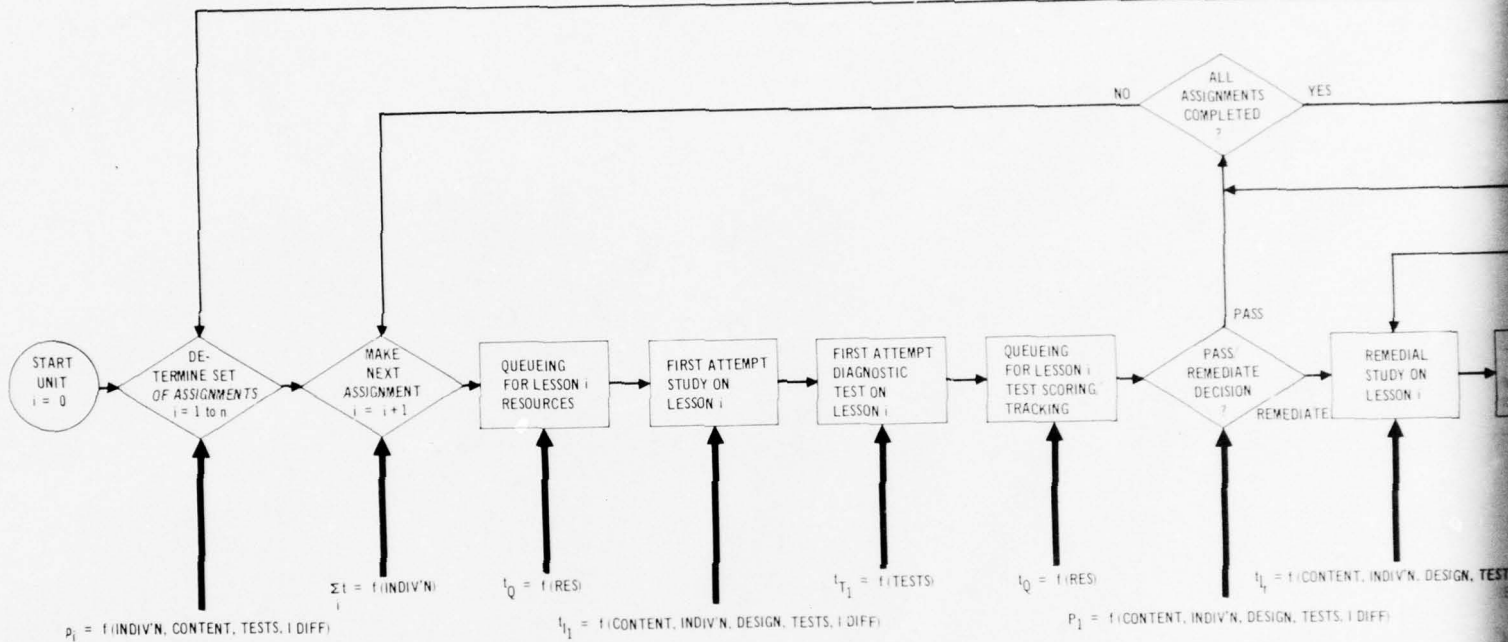 ALL
ASSIGNMENTS
COMPLETED
?
NO
YES
START
UNIT
i = 0
DE-
TERMINE SET
OF ASSIGNMENTS
i = 1 to n
MAKE
NEXT
ASSIGNMENT
i = i + 1
QUEUEING
FOR LESSON i
RESOURCES
FIRST ATTEMPT
STUDY ON
LESSON i
FIRST ATTEMPT
DIAGNOSTIC
TEST ON
LESSON i
QUEUEING
FOR LESSON i
TEST SCORING,
TRACKING
PASS/
REMEDIATE
DECISION
?
PASS
REMEDIATE
REMEDIAL
STUDY ON
LESSON i
p_i = f (INDIV'N, CONTENT, TESTS, I DIFF)
Σ_i t = f (INDIV'N)
t_Q = f (RES)
t_I1 = f (CONTENT, INDIV'N, DESIGN, TESTS, I DIFF)
t_T1 = f (TESTS)
t_Q = f (RES)
P_1 = f (CONTENT, INDIV'N, DESIGN, TESTS, I DIFF)
= f (CONTENT, INDIV'N, DESIGN, TEST